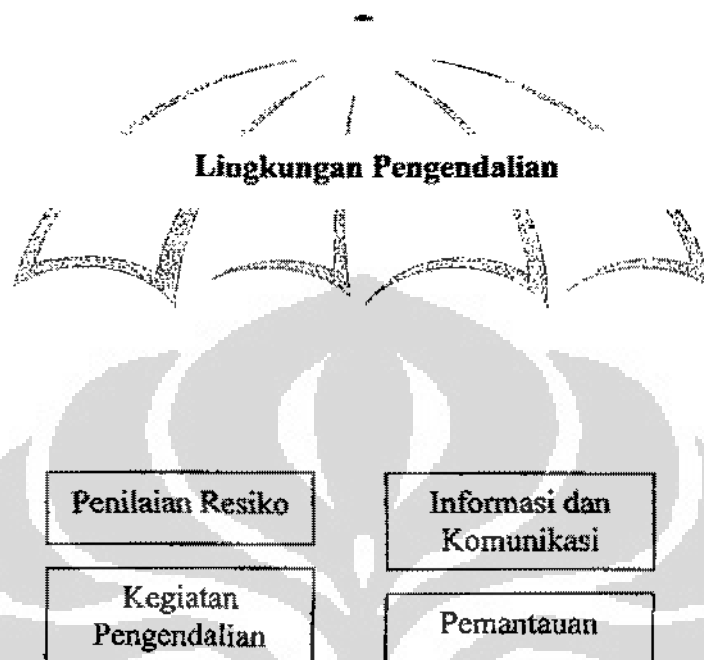 Lingkungan Pengendalian
Penilaian Resiko
Informasi dan
Komunikasi
Kegiatan
Pengendalian
Pemantauan